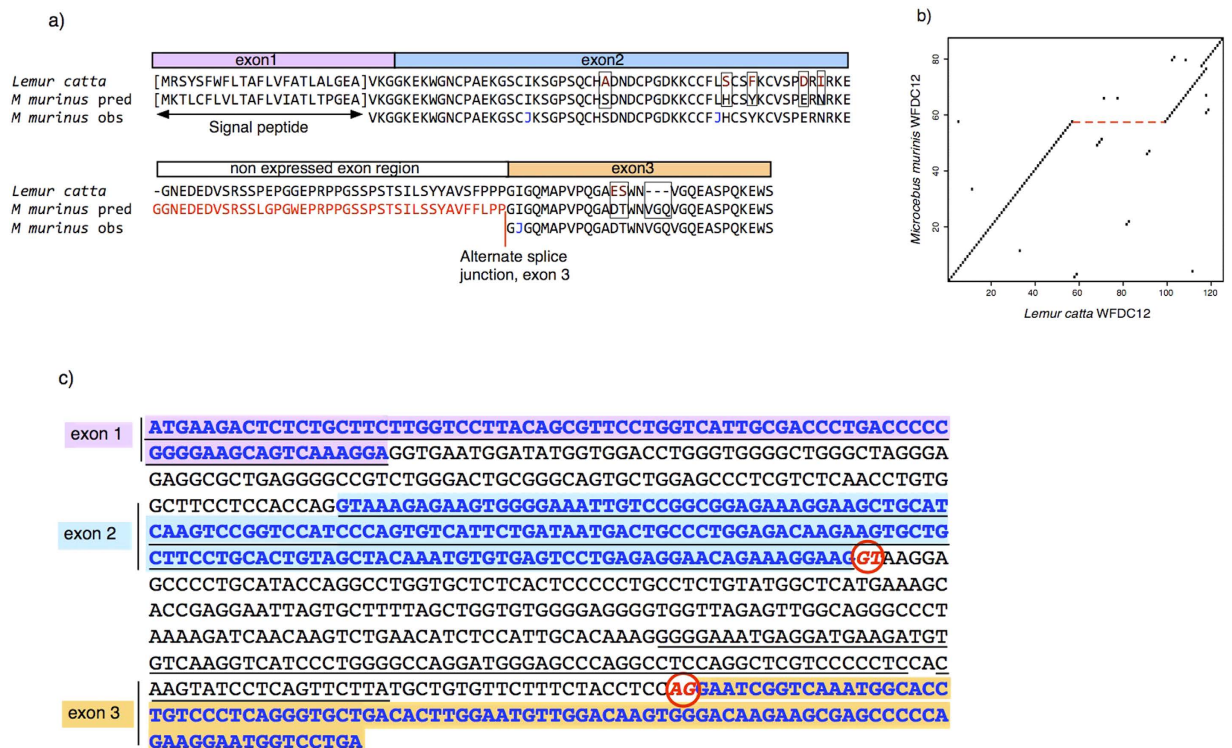 a)
exon1 exon2
Lemur catta [MRSYSFWFLTAFLVFATLALGEA]VKGGKEKWGNCPAEKGSCIKSGPSQCHADNDCPGDKKCCFLSCSFKCVSPDRIRKE
M murinus pred [MKTLCFLVLTAFLVIATLTPGEA]VKGGKEKWGNCPAEKGSCIKSGPSQCHSDNDCPGDKKCCFLHCSYKCVSPERNRKE
M murinus obs VKGGKEKWGNCPAEKGSCJKSGPSQCHSDNDCPGDKKCCFJHCSYKCVSPERNRKE
Signal peptide
non expressed exon region exon3
Lemur catta -GNEDEDVSRSSPEPGGEPRPPGSSPSTSILSYYAVSFPPPGIGQMAPVPQGAESWN---VGQEASPQKEWS
M murinus pred GGNEDEDVSRSSLGPGWEPRPPGSSPSTSILSSYAVFFLPPGIGQMAPVPQGADTWNVGQVGQEASPQKEWS
M murinus obs GJGQMAPVPQGADTWNVGQVGQEASPQKEWS
Alternate splice
junction, exon 3
b)
Microcebus murinis WFDC12
80
60
40
20
20 40 60 80 100 120
Lemur catta WFDC12
c)
exon 1
ATGAAGACTCTCTGCTTCTTGGTCCTTACAGCGTTCCTGGTCATTGCGACCCTGACCCCC
GGGGAAGCAGTCAAAGGAGGTGAATGGATATGGTGGACCTGGGTGGGGCTGGGCTAGGGA
GAGGCGCTGAGGGGCCGTCTGGGACTGCGGGCAGTGCTGGAGCCCTCGTCTCAACCTGTG
GCTTCCTCCACCAGGTAAAGAGAAGTGGGGAAATTGTCCGGCGGAGAAAGGAAGCTGCAT
exon 2
CAAGTCCGGTCCATCCCAGTGTCATTCTGATAATGACTGCCCTGGAGACAAGAAGTGCTG
CTTCCTGCACTGTAGCTACAAATGTGTGAGTCCTGAGAGGAACAGAAAGGAAGGTAAGGA
GCCCCTGCATACCAGGCCTGGTGCTCTCACTCCCCCTGCCTCTGTATGGCTCATGAAAGC
ACCGAGGAATTAGTGCTTTTAGCTGGTGTGGGGAGGGGTGGTTAGAGTTGGCAGGGCCCT
AAAAGATCAACAAGTCTGAACATCTCCATTGCACAAAGGGGGAAATGAGGATGAAGATGT
GTCAAGGTCATCCCTGGGGCCAGGATGGGAGCCCAGGCCTCCAGGCTCGTCCCCCTCCAC
AAGTATCCTCAGTTCTTATGCTGTGTTCTTTCTACCTCCAGGAATCGGTCAAATGGCACC
exon 3
TGTCCCTCAGGGTGCTGACACTTGGAATGTTGGACAAGTGGGACAAGAAGCGAGCCCCCA
GAAGGAATGGTCCTGA